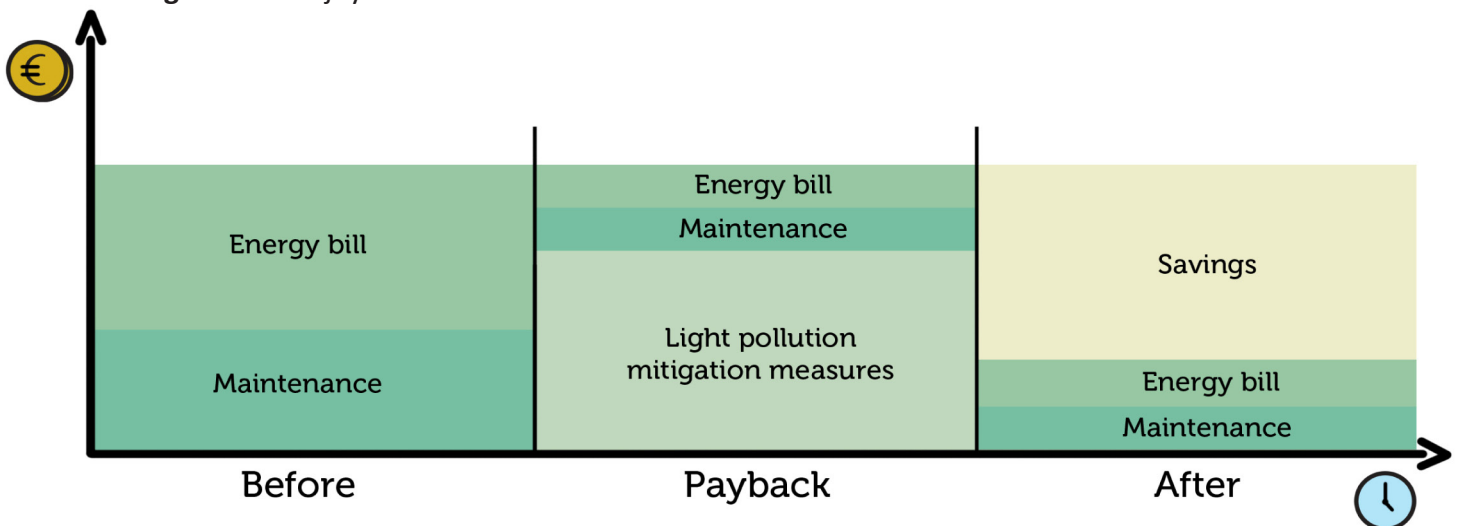 €
Energy bill
Maintenance
Energy bill
Maintenance
Light pollution
mitigation measures
Savings
Energy bill
Maintenance
Before
Payback
After